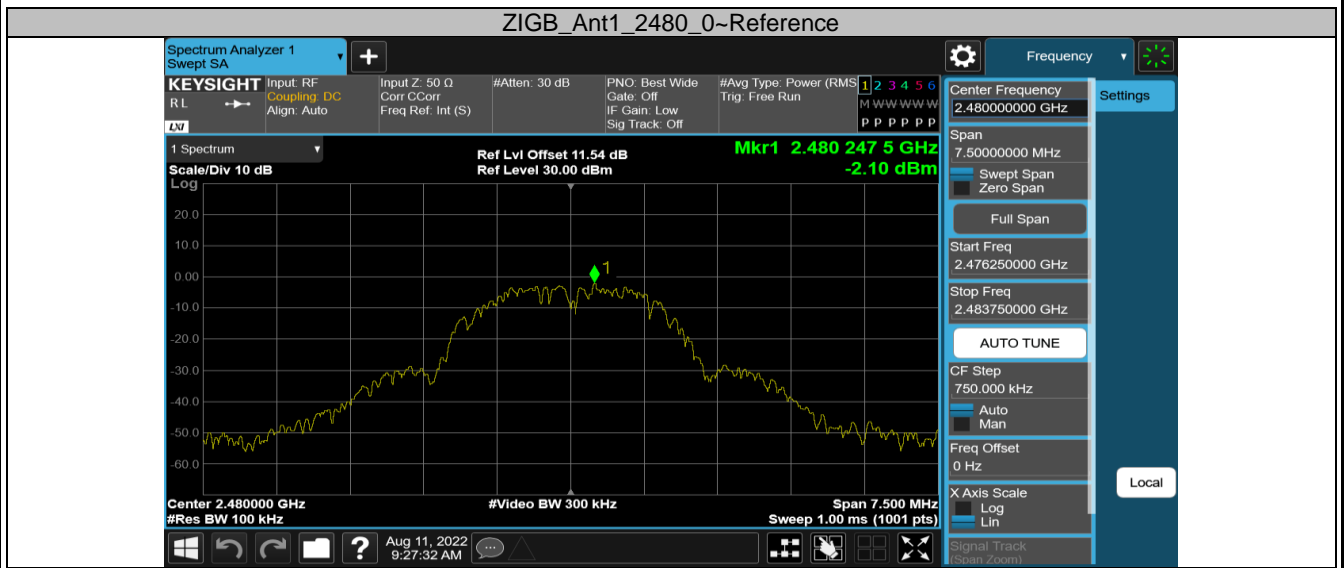 ZIGB_Ant1_2480_0~Reference
Spectrum Analyzer 1
Swept SA
Frequency
KEYSIGHT
R L
LXI
Input: RF
Coupling: DC
Align: Auto
Input Z: 50 Ω
Corr CCorr
Freq Ref: Int (S)
#Atten: 30 dB
PNO: Best Wide
Gate: Off
IF Gain: Low
Sig Track: Off
#Avg Type: Power (RMS
Trig: Free Run
1 2 3 4 5 6
M W W W W W
P P P P P P
1 Spectrum
Scale/Div 10 dB
Log
Ref Lvl Offset 11.54 dB
Ref Level 30.00 dBm
Mkr1 2.480 247 5 GHz
-2.10 dBm
20.0
10.0
0.00
-10.0
-20.0
-30.0
-40.0
-50.0
-60.0
1
Center 2.480000 GHz
#Res BW 100 kHz
#Video BW 300 kHz
Span 7.500 MHz
Sweep 1.00 ms (1001 pts)
Center Frequency
2.480000000 GHz
Settings
Span
7.50000000 MHz
Swept Span
Zero Span
Full Span
Start Freq
2.476250000 GHz
Stop Freq
2.483750000 GHz
AUTO TUNE
CF Step
750.000 kHz
Auto
Man
Freq Offset
0 Hz
X Axis Scale
Log
Lin
Signal Track
(Span Zoom)
Local
?
Aug 11, 2022
9:27:32 AM